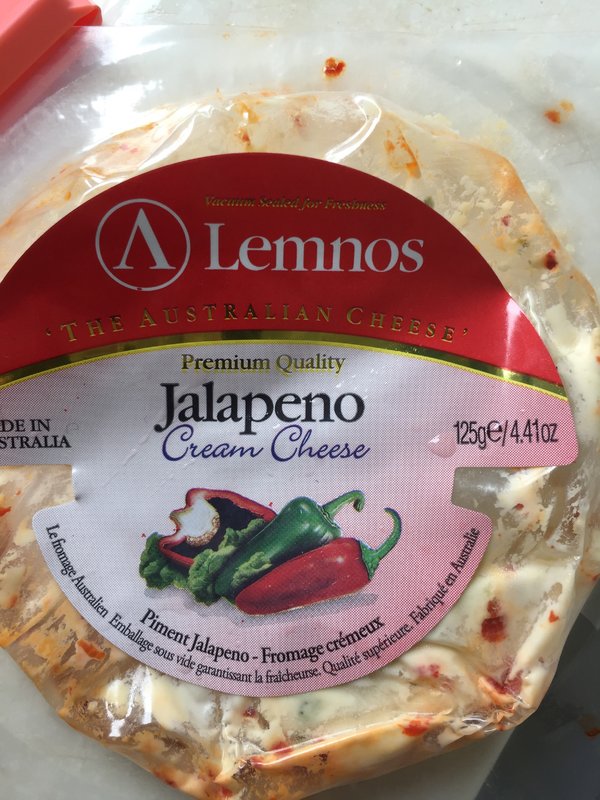 Vacuum Sealed for Freshness
Lemnos
'THE AUSTRALIAN CHEESE'
Premium Quality
Jalapeno
Cream Cheese
DE IN
STRALIA
125g℮/4.41oz
Piment Jalapeno - Fromage crémeux
Le fromage Australien Emballage sous vide garantissant la fraîcheurse. Qualité supérieure. Fabriqué en Australie